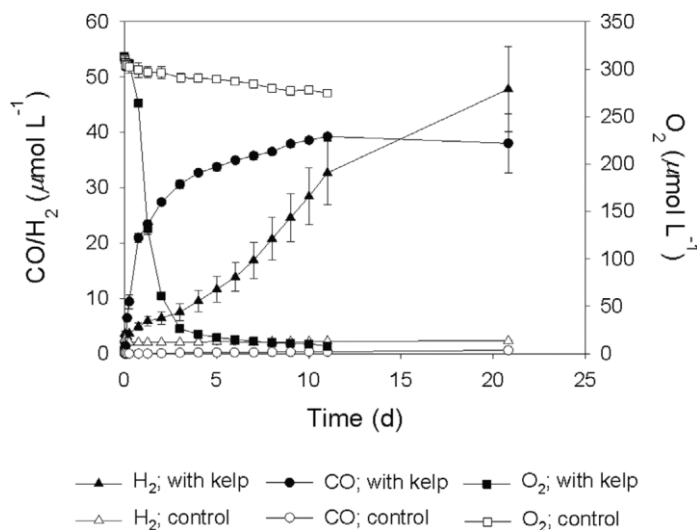 60
50
40
30
20
10
0
CO/H₂ (μmol L⁻¹)
350
300
250
200
150
100
50
0
O₂ (μmol L⁻¹)
0 5 10 15 20 25
Time (d)
H₂; with kelp CO; with kelp O₂; with kelp
H₂; control CO; control O₂; control